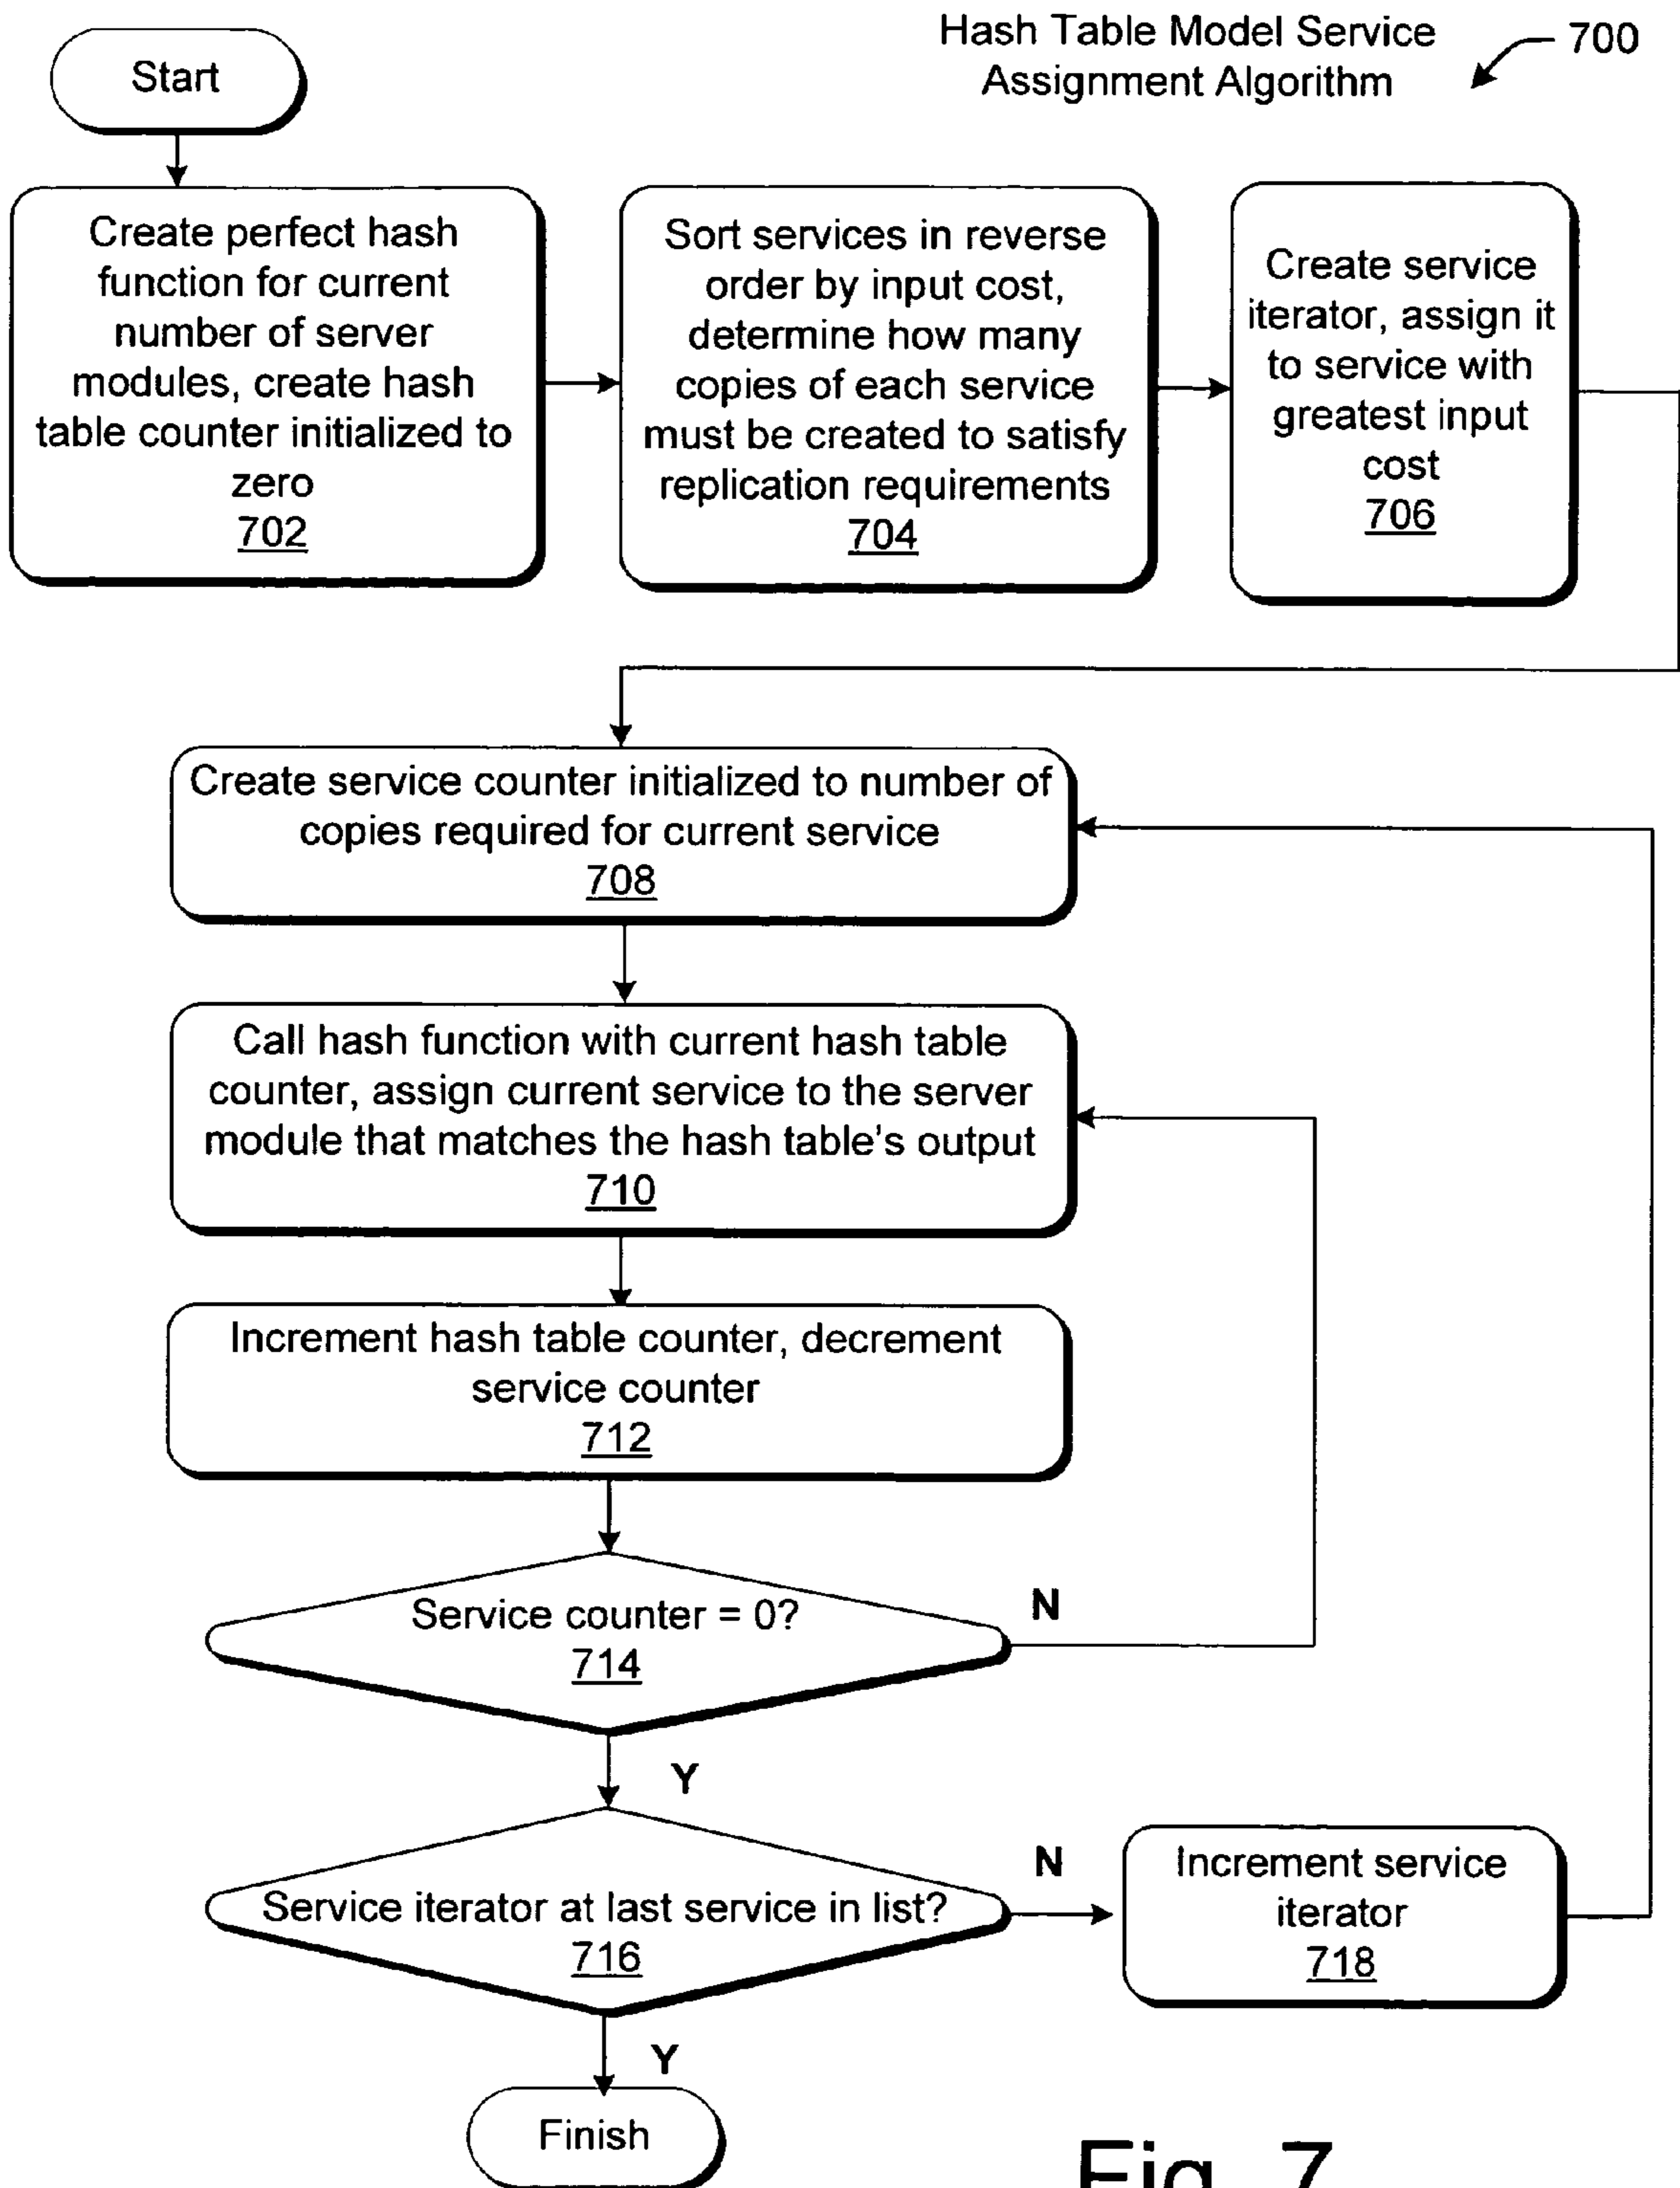 Hash Table Model Service
Assignment Algorithm
700
Start
Create perfect hash
function for current
number of server
modules, create hash
table counter initialized to
zero
702
Sort services in reverse
order by input cost,
determine how many
copies of each service
must be created to satisfy
replication requirements
704
Create service
iterator, assign it
to service with
greatest input
cost
706
Create service counter initialized to number of
copies required for current service
708
Call hash function with current hash table
counter, assign current service to the server
module that matches the hash table's output
710
Increment hash table counter, decrement
service counter
712
Service counter = 0?
714
N
Y
Service iterator at last service in list?
716
N
Increment service
iterator
718
Y
Finish
Fig. 7